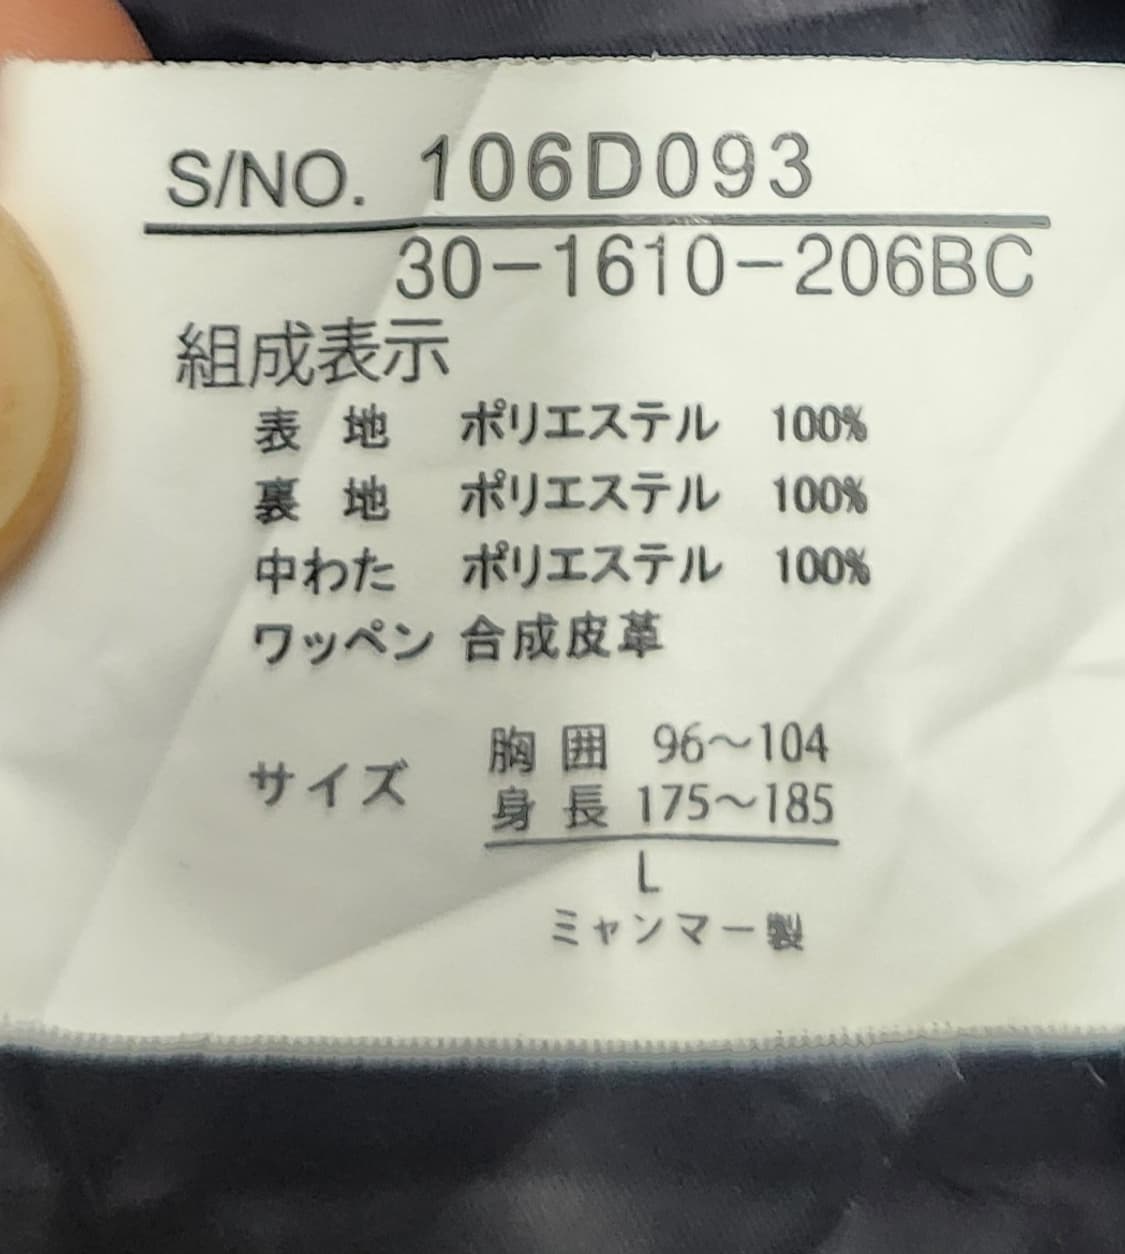 S/NO. 106D093
30-1610-206BC
組成表示
表地 ポリエステル 100%
裏地 ポリエステル 100%
中わた ポリエステル 100%
ワッペン 合成皮革
サイズ 胸囲 96～104
身長 175～185
L
ミャンマー製